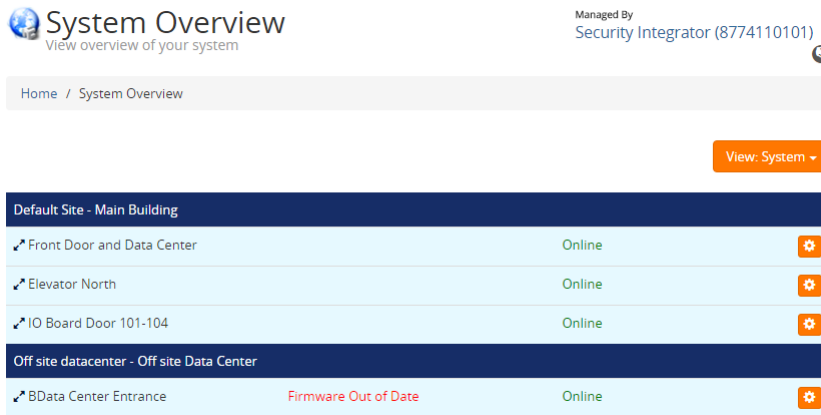 System Overview
View overview of your system
Managed By
Security Integrator (8774110101)
Home / System Overview
View: System
Default Site - Main Building
Front Door and Data Center Online
Elevator North Online
IO Board Door 101-104 Online
Off site datacenter - Off site Data Center
BData Center Entrance Firmware Out of Date Online